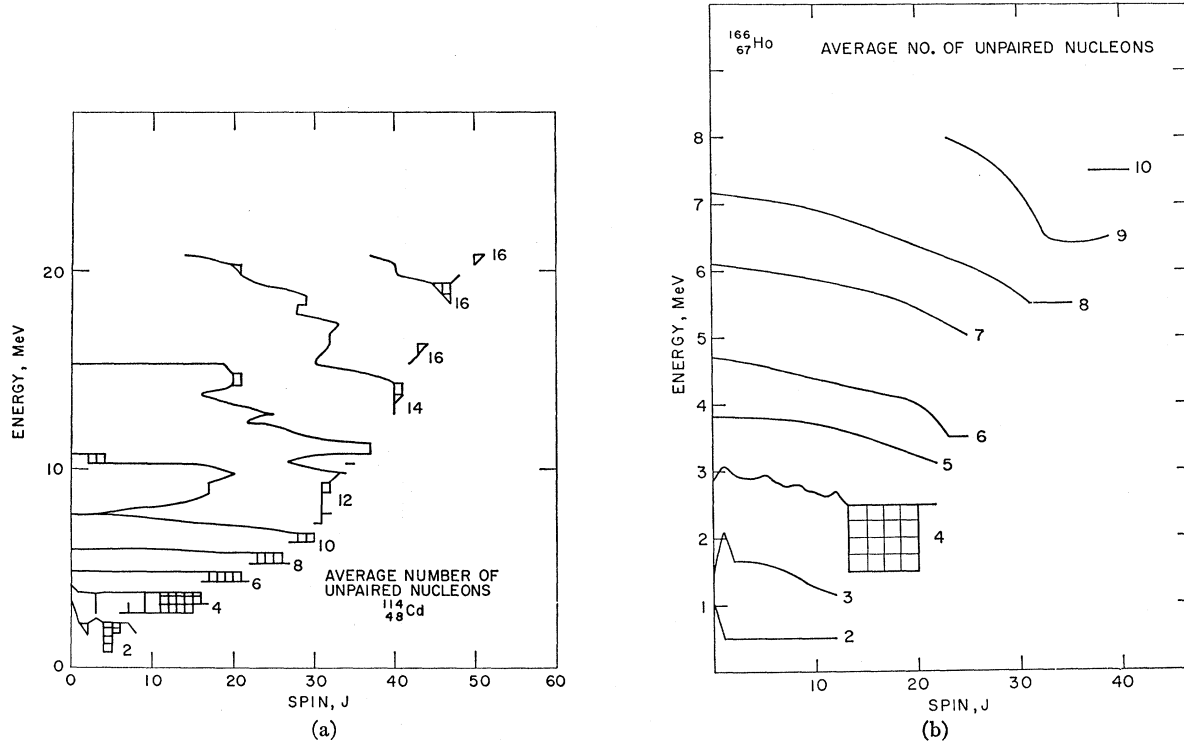 ENERGY, MeV
20
10
0
16
16
16
14
12
10
8
6
4
2
AVERAGE NUMBER OF
UNPAIRED NUCLEONS
114
48Cd
0 10 20 30 40 50 60
SPIN, J
(a)
166
67Ho AVERAGE NO. OF UNPAIRED NUCLEONS
ENERGY, MeV
8
7
6
5
4
3
2
1
10
9
8
7
6
5
4
3
2
10 20 30 40
SPIN, J
(b)